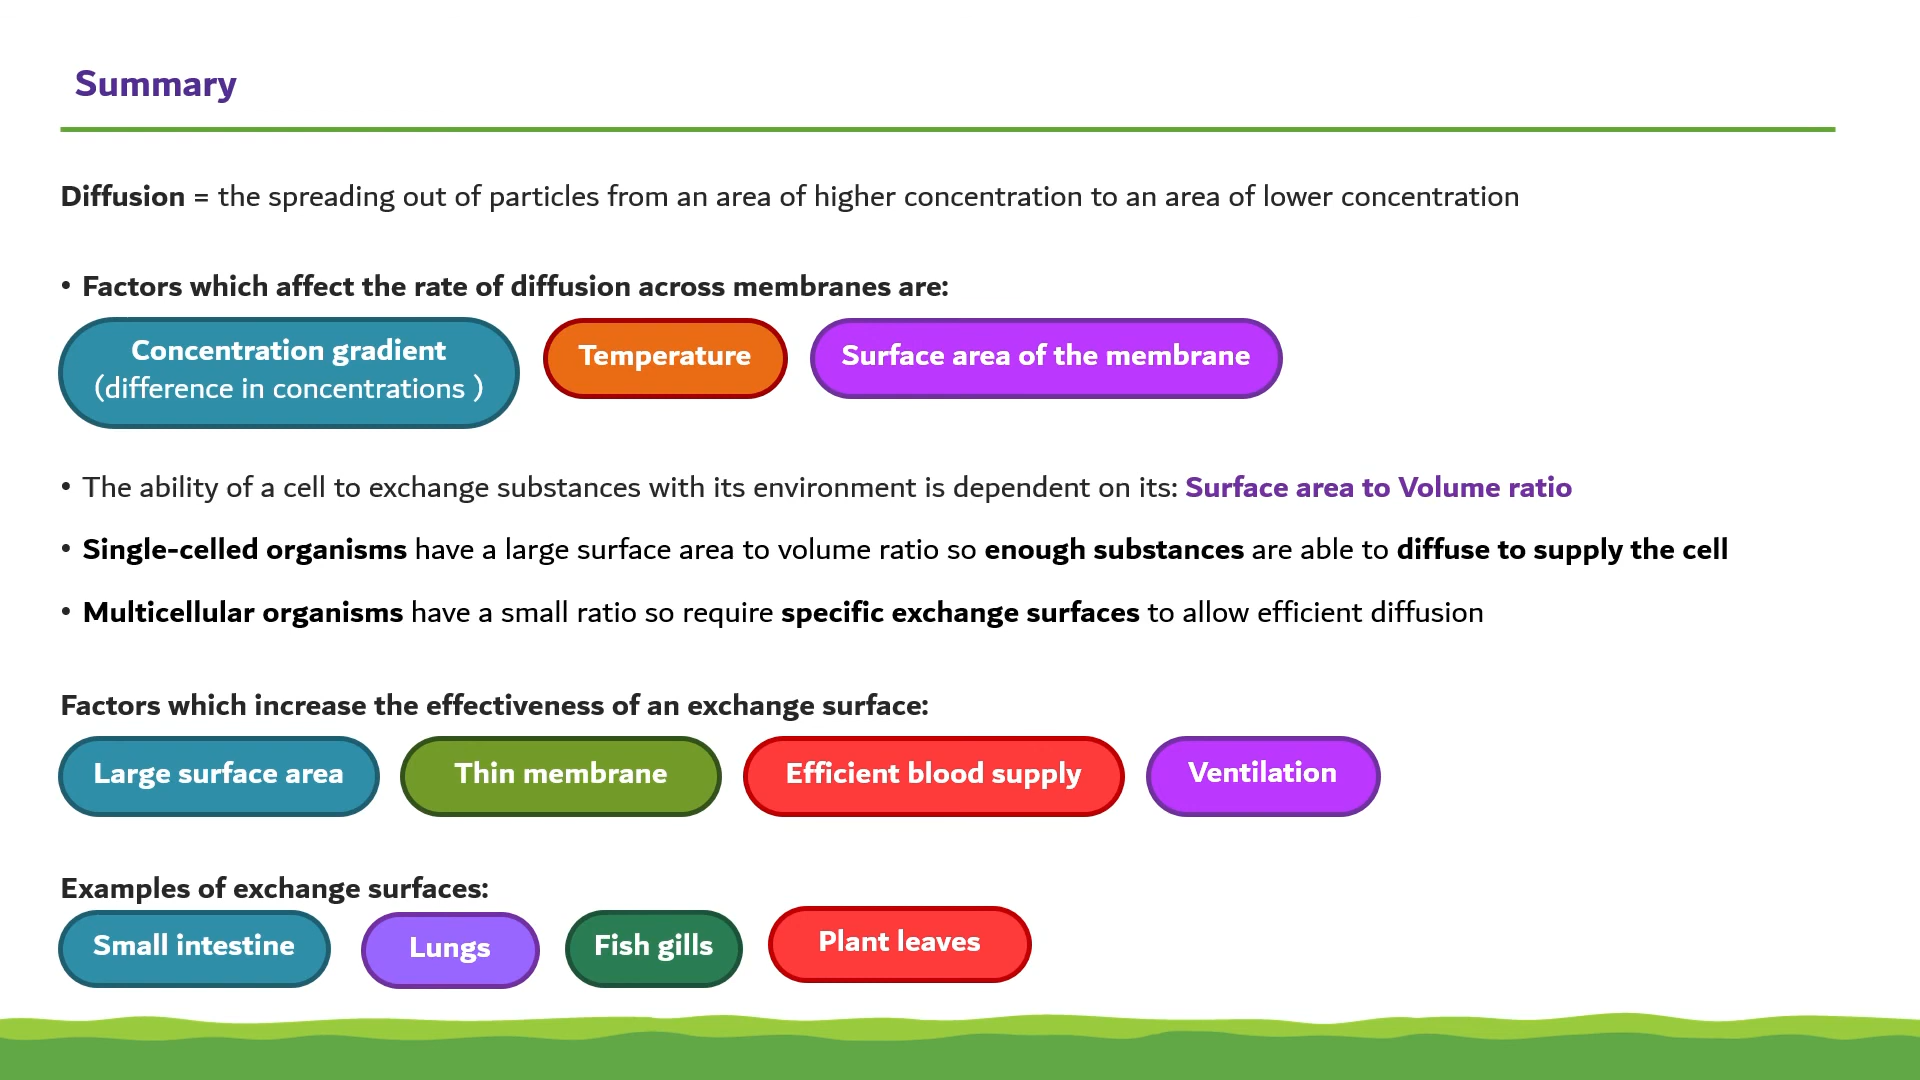 Summary
Diffusion = the spreading out of particles from an area of higher concentration to an area of lower concentration
• Factors which affect the rate of diffusion across membranes are:
Concentration gradient
(difference in concentrations )
Temperature
Surface area of the membrane
• The ability of a cell to exchange substances with its environment is dependent on its: Surface area to Volume ratio
• Single-celled organisms have a large surface area to volume ratio so enough substances are able to diffuse to supply the cell
• Multicellular organisms have a small ratio so require specific exchange surfaces to allow efficient diffusion
Factors which increase the effectiveness of an exchange surface:
Large surface area
Thin membrane
Efficient blood supply
Ventilation
Examples of exchange surfaces:
Small intestine
Lungs
Fish gills
Plant leaves